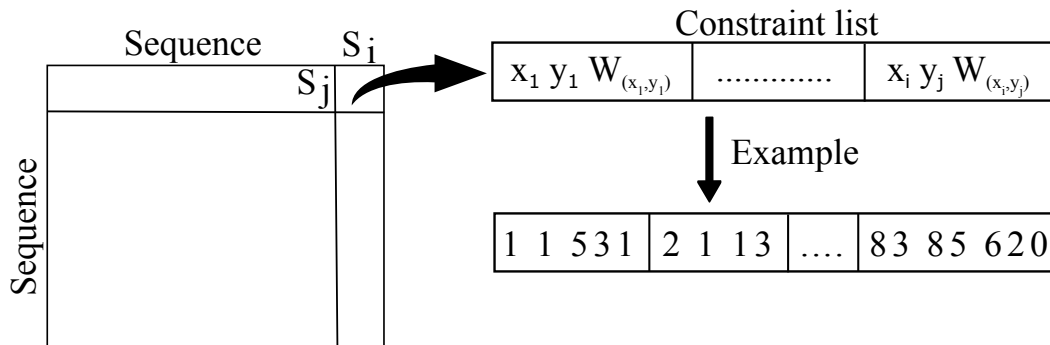 Constraint list
Sequence S i
S j
x1 y1 W(x1,y1) ............. xi yj W(xi,yj)
Example
Sequence
1 1 531 2 1 13 .... 83 85 620